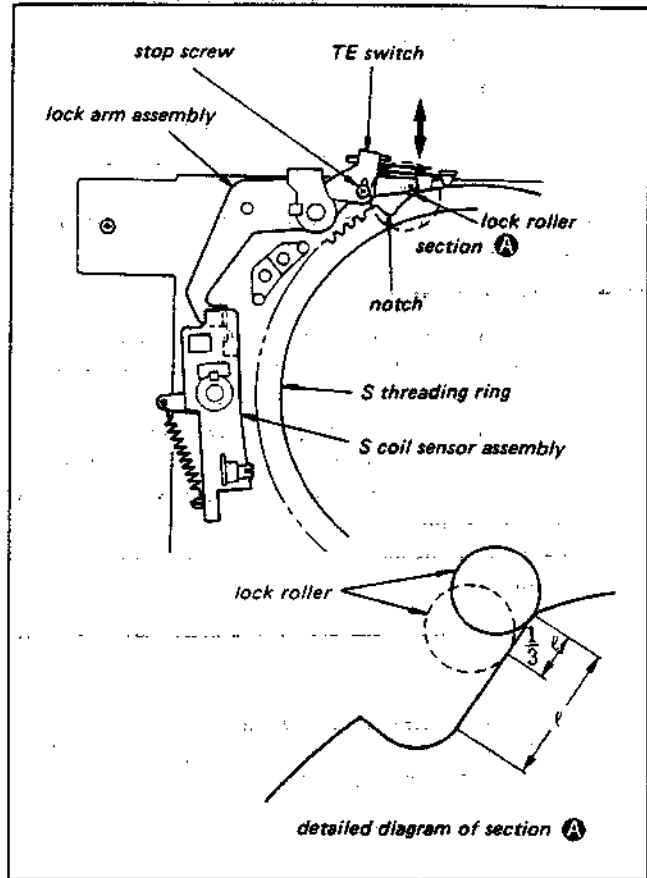 stop screw
TE switch
lock arm assembly
lock roller
section A
notch
S threading ring
S coil sensor assembly
lock roller
1/3 ℓ
ℓ
detailed diagram of section A